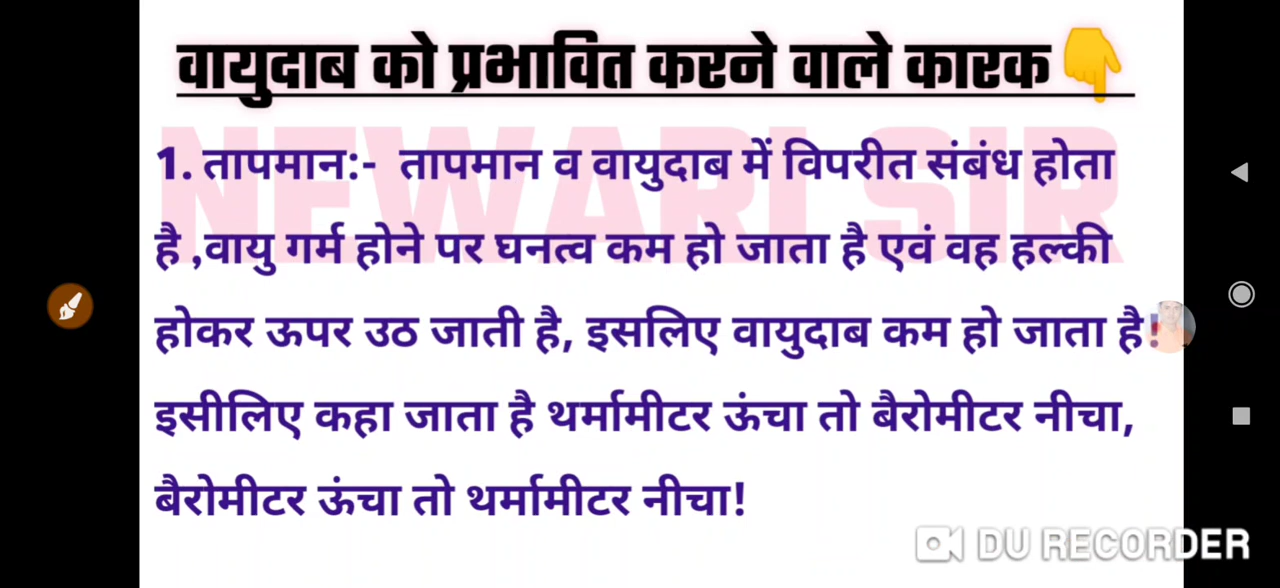 वायुदाब को प्रभावित करने वाले कारक👇
NEWARI SIR
1. तापमान:- तापमान व वायुदाब में विपरीत संबंध होता
है ,वायु गर्म होने पर घनत्व कम हो जाता है एवं वह हल्की
होकर ऊपर उठ जाती है, इसलिए वायुदाब कम हो जाता है!
इसीलिए कहा जाता है थर्मामीटर ऊंचा तो बैरोमीटर नीचा,
बैरोमीटर ऊंचा तो थर्मामीटर नीचा!
DU RECORDER